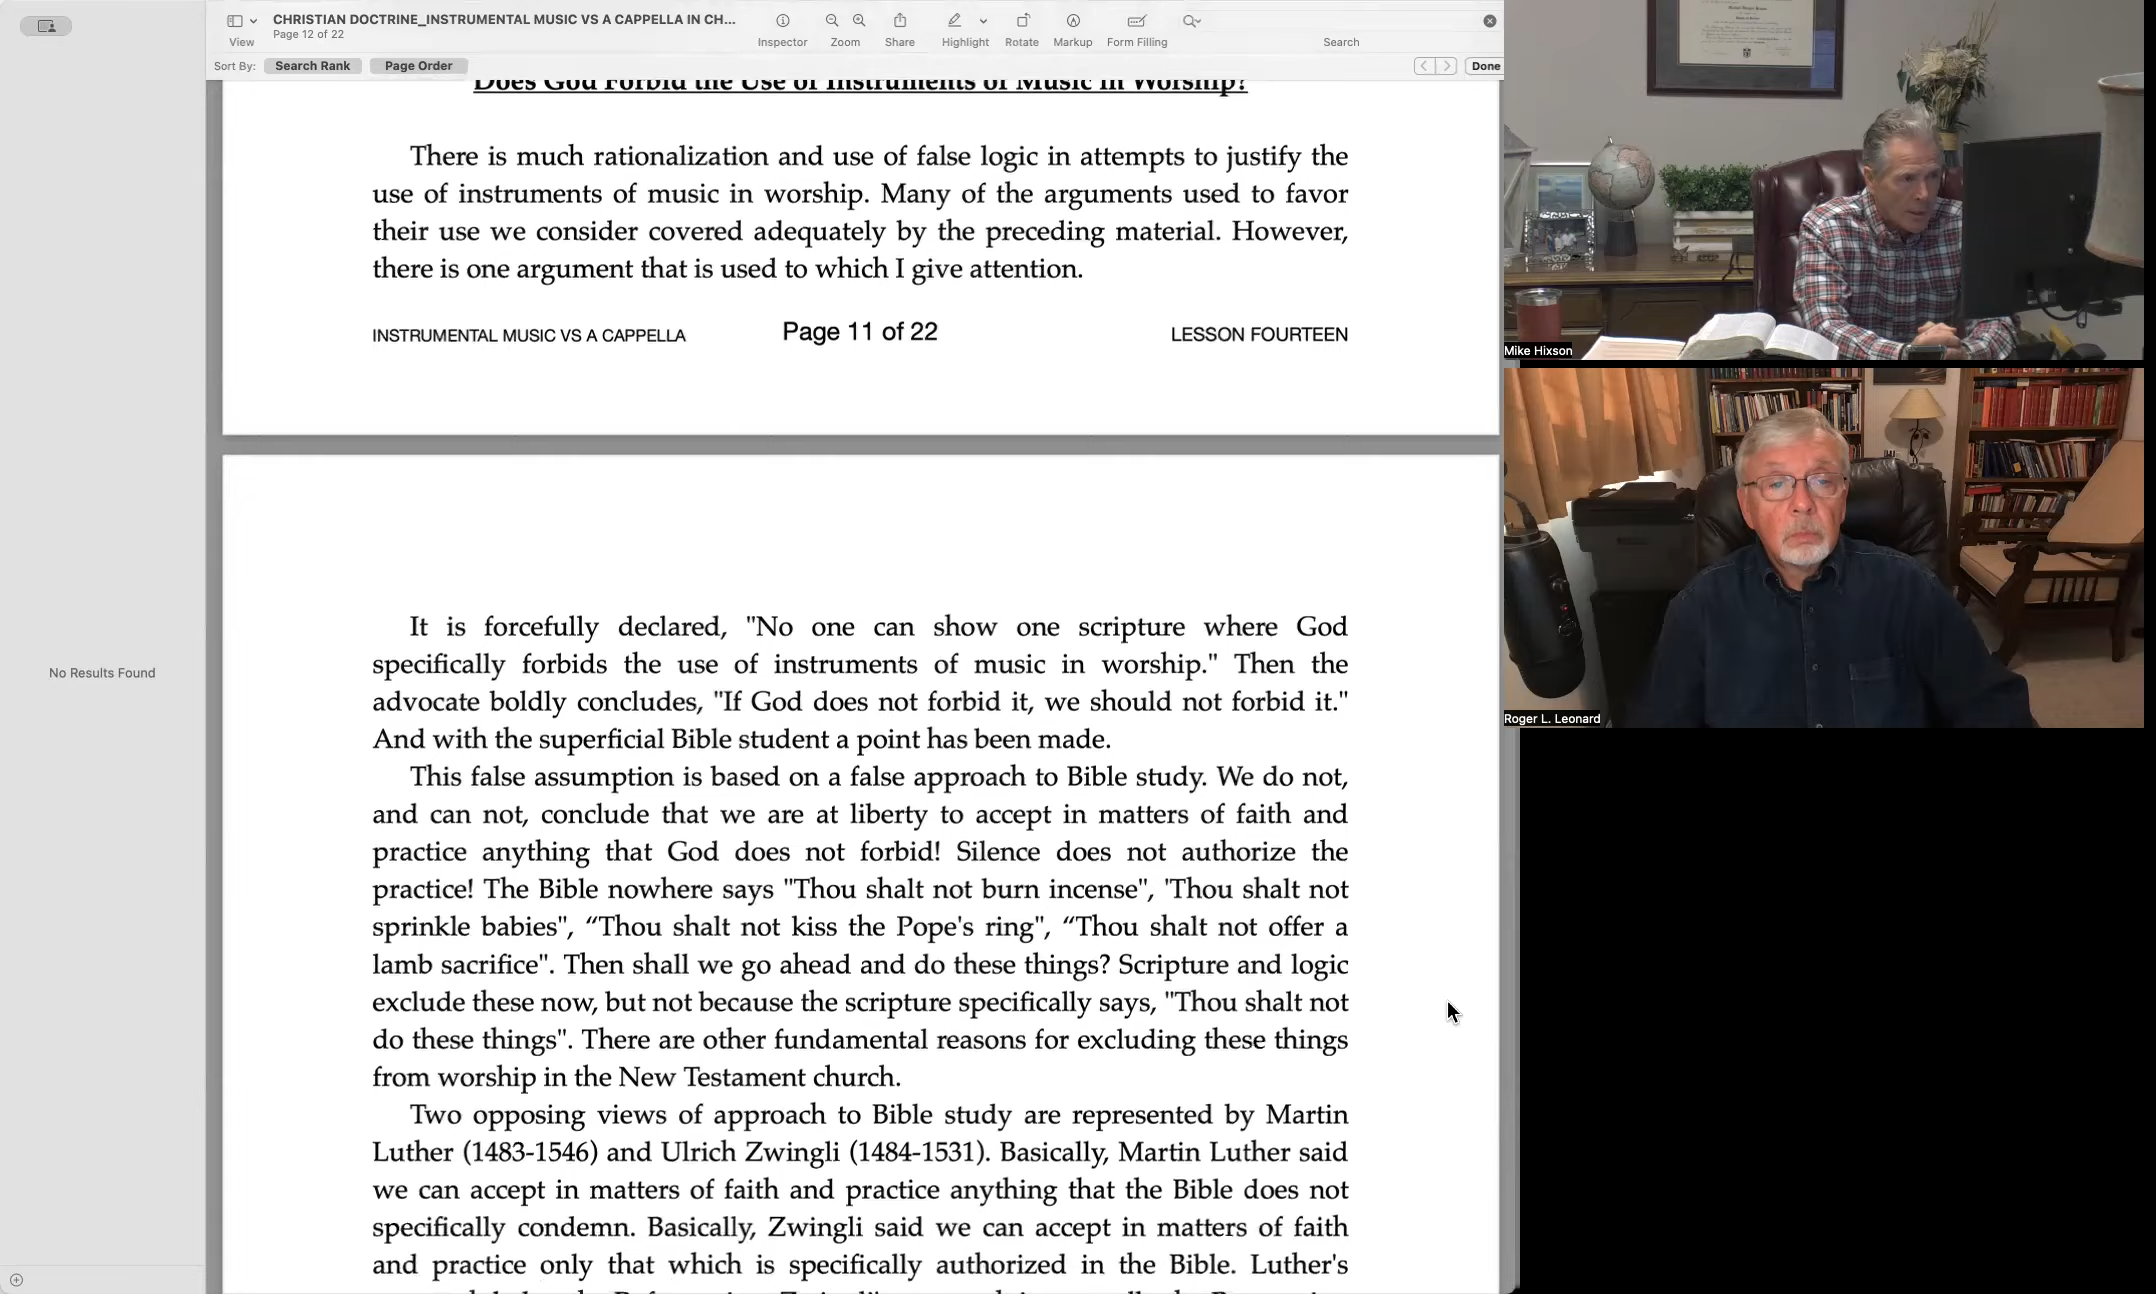 CHRISTIAN DOCTRINE_INSTRUMENTAL MUSIC VS A CAPPELLA IN CH...
Page 12 of 22
View
Inspector
Zoom
Share
Highlight
Rotate
Markup
Form Filling
Search
Sort By:
Search Rank
Page Order
Done
Does God Forbid the Use of Instruments of Music in Worship?
There is much rationalization and use of false logic in attempts to justify the
use of instruments of music in worship. Many of the arguments used to favor
their use we consider covered adequately by the preceding material. However,
there is one argument that is used to which I give attention.
INSTRUMENTAL MUSIC VS A CAPPELLA
Page 11 of 22
LESSON FOURTEEN
It is forcefully declared, "No one can show one scripture where God
specifically forbids the use of instruments of music in worship." Then the
advocate boldly concludes, "If God does not forbid it, we should not forbid it."
And with the superficial Bible student a point has been made.
This false assumption is based on a false approach to Bible study. We do not,
and can not, conclude that we are at liberty to accept in matters of faith and
practice anything that God does not forbid! Silence does not authorize the
practice! The Bible nowhere says "Thou shalt not burn incense", 'Thou shalt not
sprinkle babies", “Thou shalt not kiss the Pope's ring", “Thou shalt not offer a
lamb sacrifice". Then shall we go ahead and do these things? Scripture and logic
exclude these now, but not because the scripture specifically says, "Thou shalt not
do these things". There are other fundamental reasons for excluding these things
from worship in the New Testament church.
Two opposing views of approach to Bible study are represented by Martin
Luther (1483-1546) and Ulrich Zwingli (1484-1531). Basically, Martin Luther said
we can accept in matters of faith and practice anything that the Bible does not
specifically condemn. Basically, Zwingli said we can accept in matters of faith
and practice only that which is specifically authorized in the Bible. Luther's
No Results Found
Mike Hixson
Roger L. Leonard